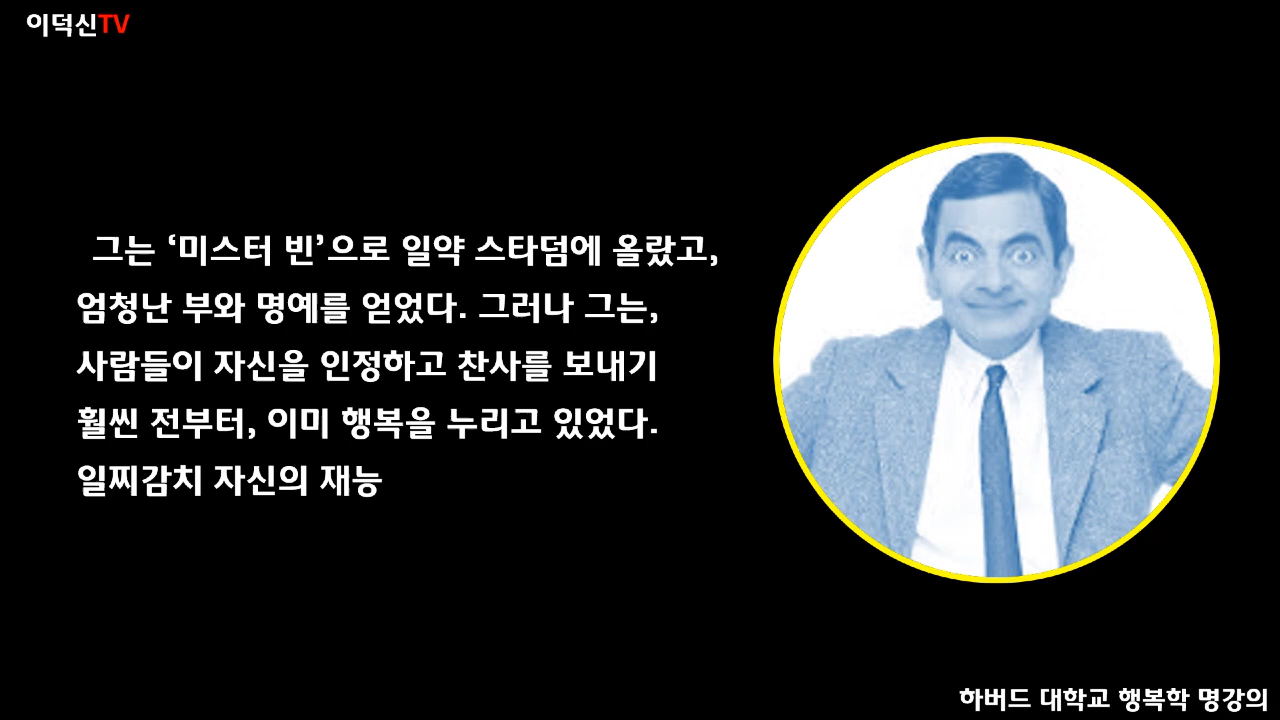 이덕신TV
그는 ‘미스터 빈’으로 일약 스타덤에 올랐고,
엄청난 부와 명예를 얻었다. 그러나 그는,
사람들이 자신을 인정하고 찬사를 보내기
훨씬 전부터, 이미 행복을 누리고 있었다.
일찌감치 자신의 재능
하버드 대학교 행복학 명강의